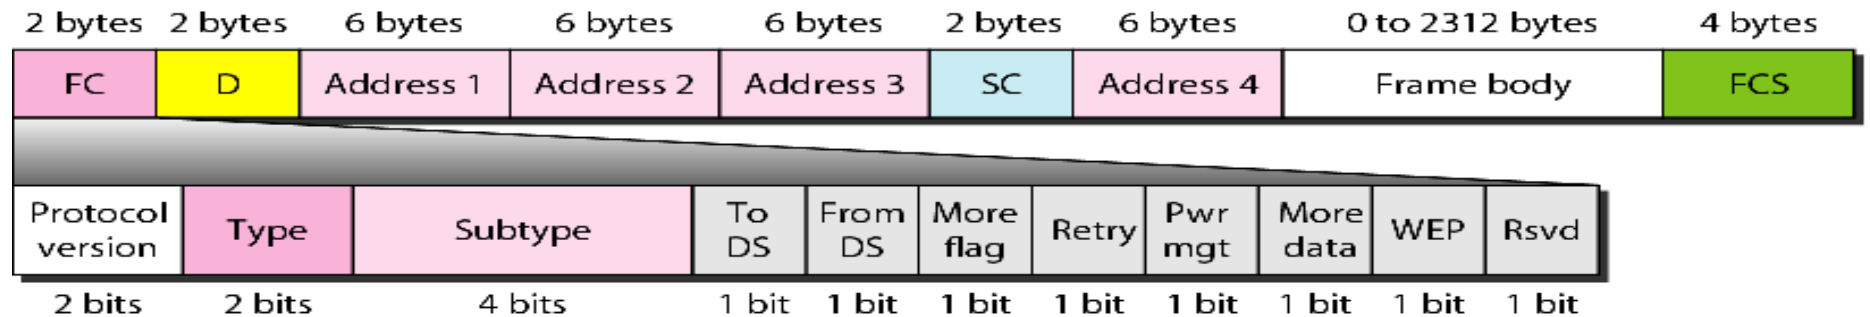 2 bytes 2 bytes 6 bytes 6 bytes 6 bytes 2 bytes 6 bytes 0 to 2312 bytes 4 bytes
FC D Address 1 Address 2 Address 3 SC Address 4 Frame body FCS
Protocol version Type Subtype To DS From DS More flag Retry Pwr mgt More data WEP Rsvd
2 bits 2 bits 4 bits 1 bit 1 bit 1 bit 1 bit 1 bit 1 bit 1 bit 1 bit